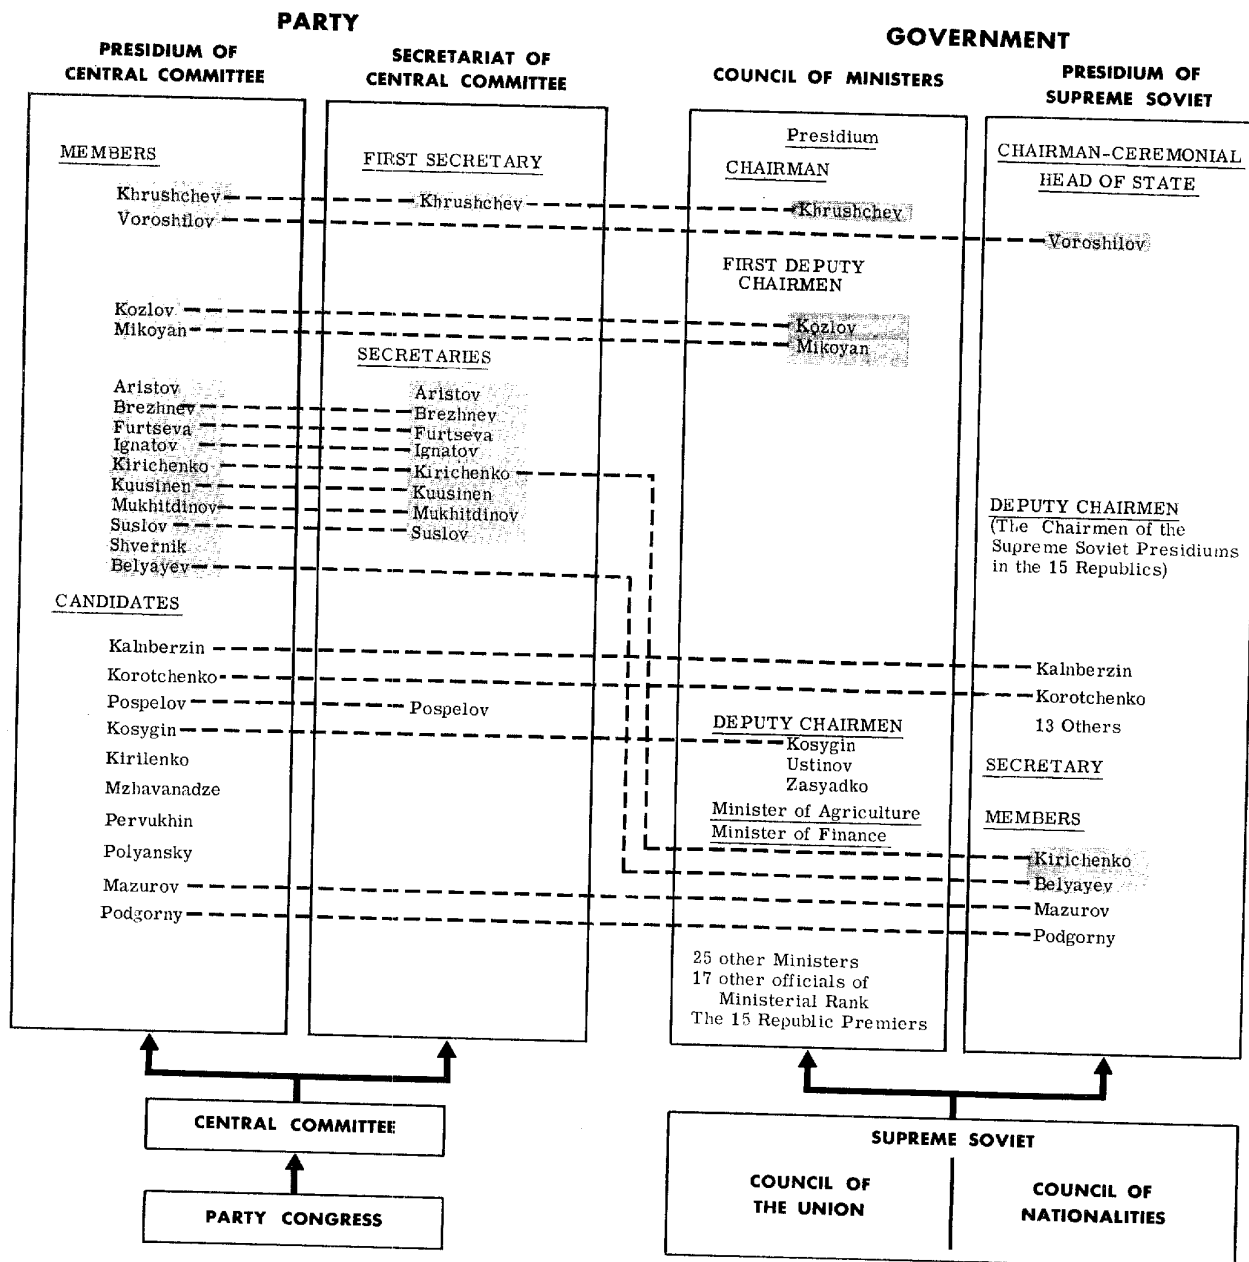 PARTY
PRESIDIUM OF
CENTRAL COMMITTEE
MEMBERS
Khrushchev
Voroshilov
Kozlov
Mikoyan
Aristov
Brezhnev
Furtseva
Ignatov
Kirichenko
Kuusinen
Mukhitdinov
Suslov
Shvernik
Belyayev
CANDIDATES
Kalnberzin
Korotchenko
Pospelov
Kosygin
Kirilenko
Mzhavanadze
Pervukhin
Polyansky
Mazurov
Podgorny
SECRETARIAT OF
CENTRAL COMMITTEE
FIRST SECRETARY
Khrushchev
SECRETARIES
Aristov
Brezhnev
Furtseva
Ignatov
Kirichenko
Kuusinen
Mukhitdinov
Suslov
Pospelov
CENTRAL COMMITTEE
PARTY CONGRESS
GOVERNMENT
COUNCIL OF MINISTERS
Presidium
CHAIRMAN
Khrushchev
FIRST DEPUTY
CHAIRMEN
Kozlov
Mikoyan
DEPUTY CHAIRMEN
Kosygin
Ustinov
Zasyadko
Minister of Agriculture
Minister of Finance
25 other Ministers
17 other officials of
Ministerial Rank
The 15 Republic Premiers
PRESIDIUM OF
SUPREME SOVIET
CHAIRMAN-CEREMONIAL
HEAD OF STATE
Voroshilov
DEPUTY CHAIRMEN
(The Chairmen of the
Supreme Soviet Presidiums
in the 15 Republics)
Kalnberzin
Korotchenko
13 Others
SECRETARY
MEMBERS
Kirichenko
Belyayev
Mazurov
Podgorny
SUPREME SOVIET
COUNCIL OF
THE UNION
COUNCIL OF
NATIONALITIES